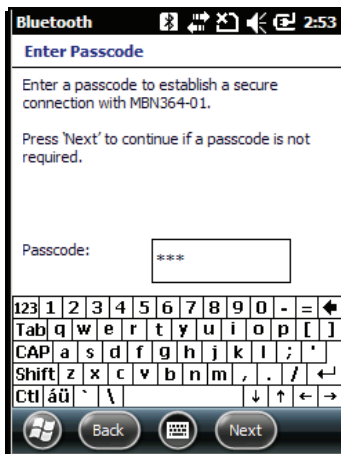 Bluetooth 2:53
Enter Passcode
Enter a passcode to establish a secure
connection with MBN364-01.
Press 'Next' to continue if a passcode is not
required.
Passcode: ***
123 1 2 3 4 5 6 7 8 9 0 - = ←
Tab q w e r t y u i o p [ ]
CAP a s d f g h j k l ; '
Shift z x c v b n m , . / ↵
Ctl áü ` \ ↓ ↑ ← →
Back Next